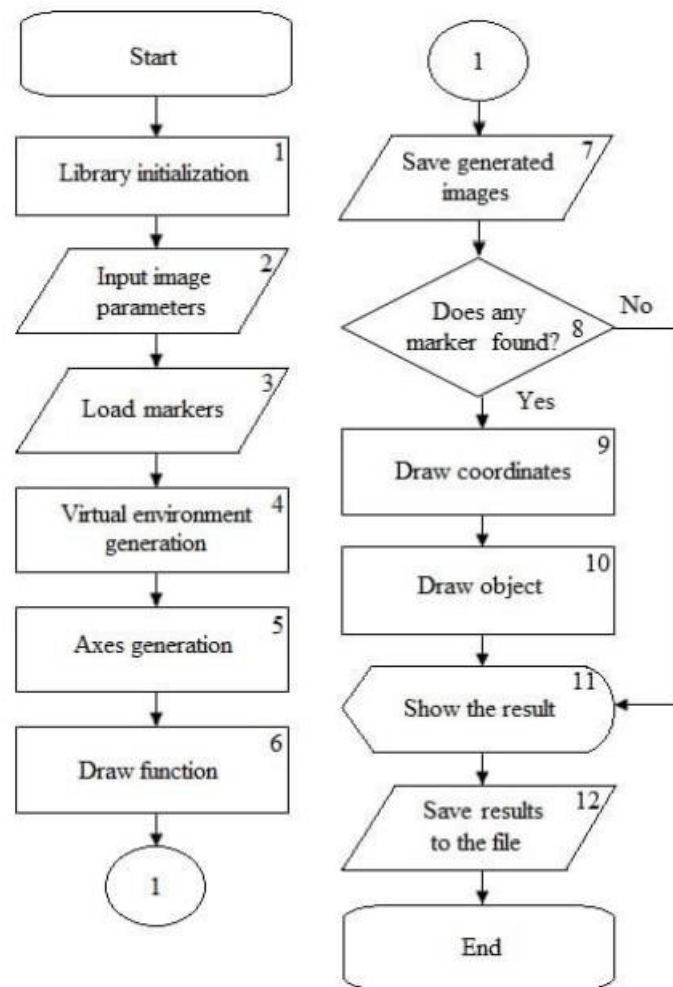 Start
1
Library initialization
2
Input image
parameters
3
Load markers
4
Virtual environment
generation
5
Axes generation
6
Draw function
1
1
7
Save generated
images
Does any
marker found?
8
No
Yes
9
Draw coordinates
10
Draw object
11
Show the result
12
Save results
to the file
End